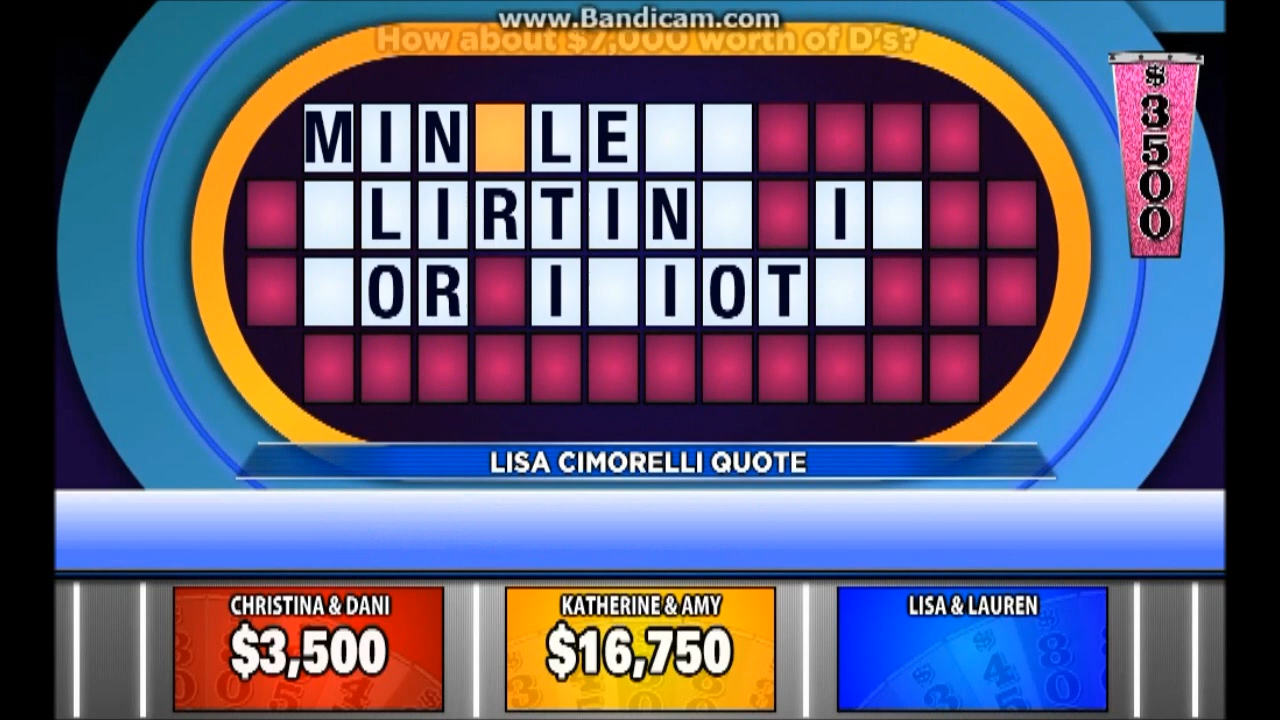 www.Bandicam.com
How about $7,000 worth of D's?
$3500
MIN LE
LIRTIN I
OR I IOT
LISA CIMORELLI QUOTE
CHRISTINA & DANI
$3,500
KATHERINE & AMY
$16,750
LISA & LAUREN